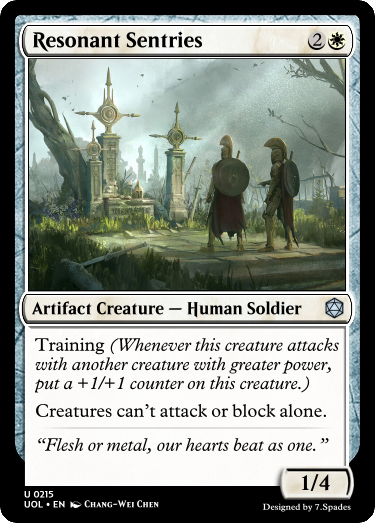 Resonant Sentries 2
Artifact Creature — Human Soldier
Training (Whenever this creature attacks
with another creature with greater power,
put a +1/+1 counter on this creature.)
Creatures can't attack or block alone.
“Flesh or metal, our hearts beat as one.”
1/4
U 0215
UOL • EN Chang-Wei Chen
Designed by 7.Spades